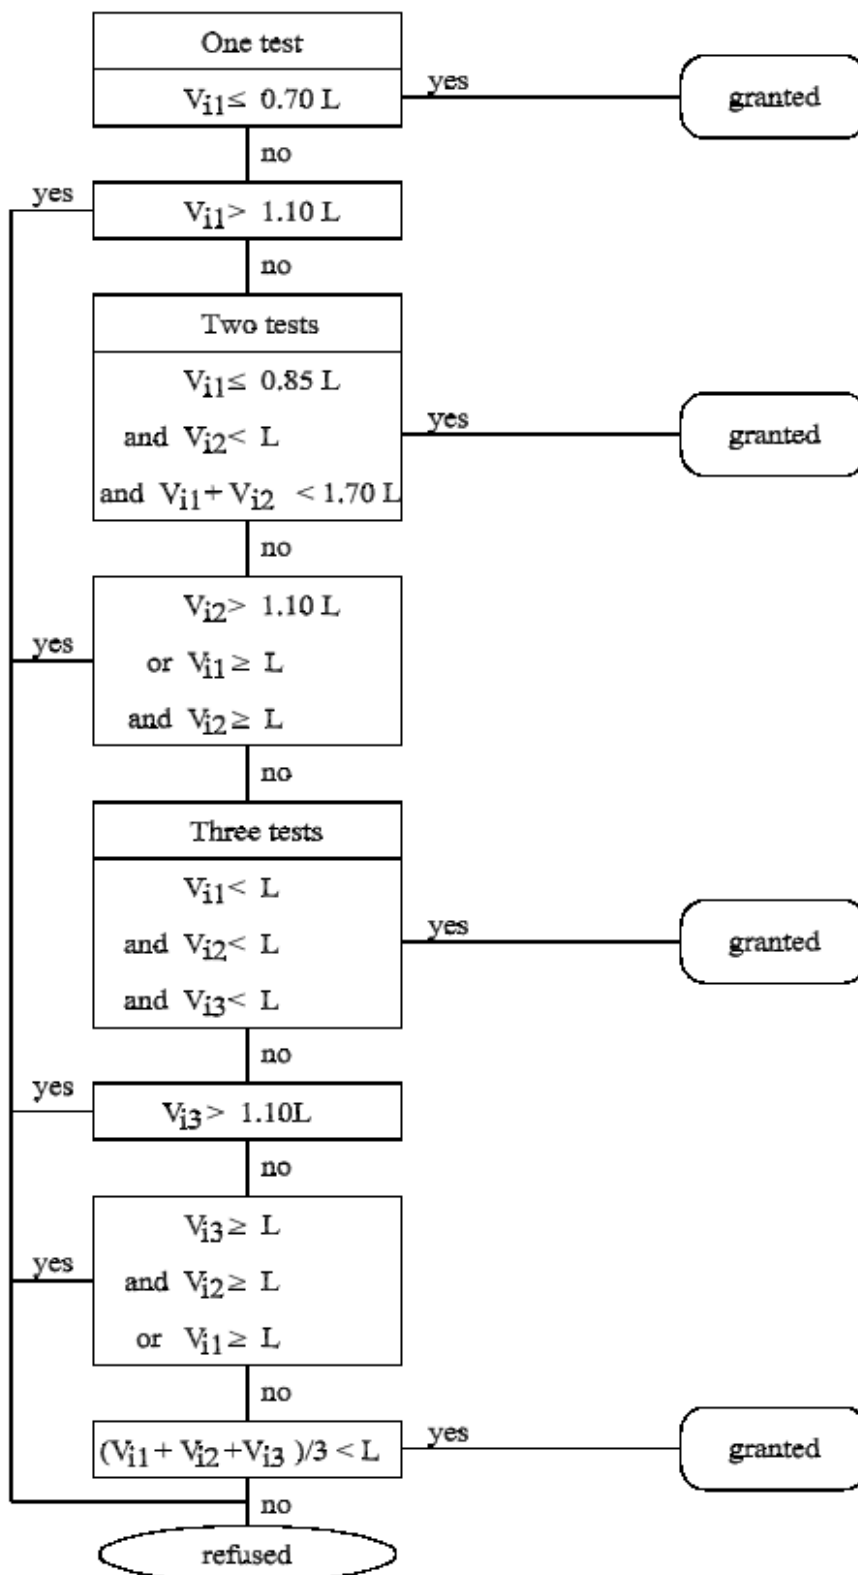 One test
Vi1≤ 0.70 L
yes
granted
no
yes
Vi1> 1.10 L
no
Two tests
Vi1≤ 0.85 L
and Vi2< L
and Vi1+ Vi2 < 1.70 L
yes
granted
no
Vi2> 1.10 L
or Vi1≥ L
and Vi2≥ L
yes
no
Three tests
Vi1< L
and Vi2< L
and Vi3< L
yes
granted
no
yes
Vi3> 1.10L
no
Vi3≥ L
and Vi2≥ L
or Vi1≥ L
yes
no
(Vi1+ Vi2+Vi3 )/3 < L
yes
granted
no
refused